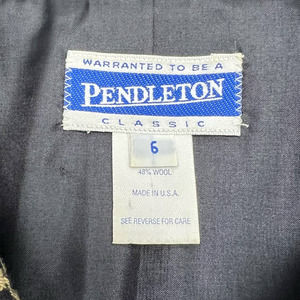 WARRANTED TO BE A
PENDLETON
CLASSIC
6
48% WOOL
MADE IN U.S.A.
SEE REVERSE FOR CARE